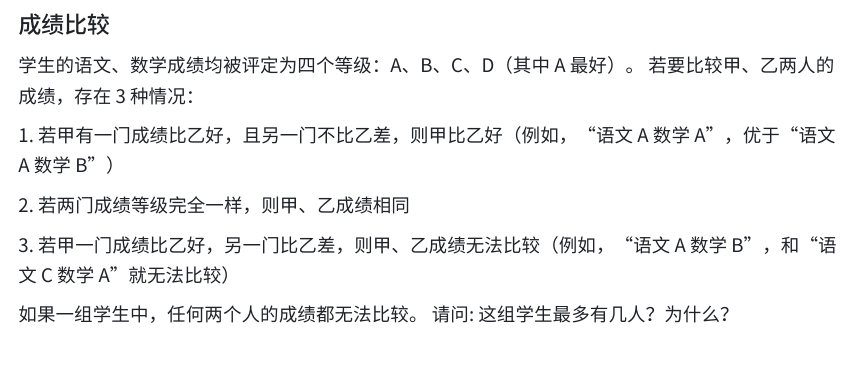 成绩比较
学生的语文、数学成绩均被评定为四个等级：A、B、C、D（其中 A 最好）。 若要比较甲、乙两人的
成绩，存在 3 种情况：
1. 若甲有一门成绩比乙好，且另一门不比乙差，则甲比乙好（例如，“语文 A 数学 A”，优于“语文
A 数学 B”）
2. 若两门成绩等级完全一样，则甲、乙成绩相同
3. 若甲一门成绩比乙好，另一门比乙差，则甲、乙成绩无法比较（例如，“语文 A 数学 B”，和“语
文 C 数学 A”就无法比较）
如果一组学生中，任何两个人的成绩都无法比较。 请问: 这组学生最多有几人？为什么？